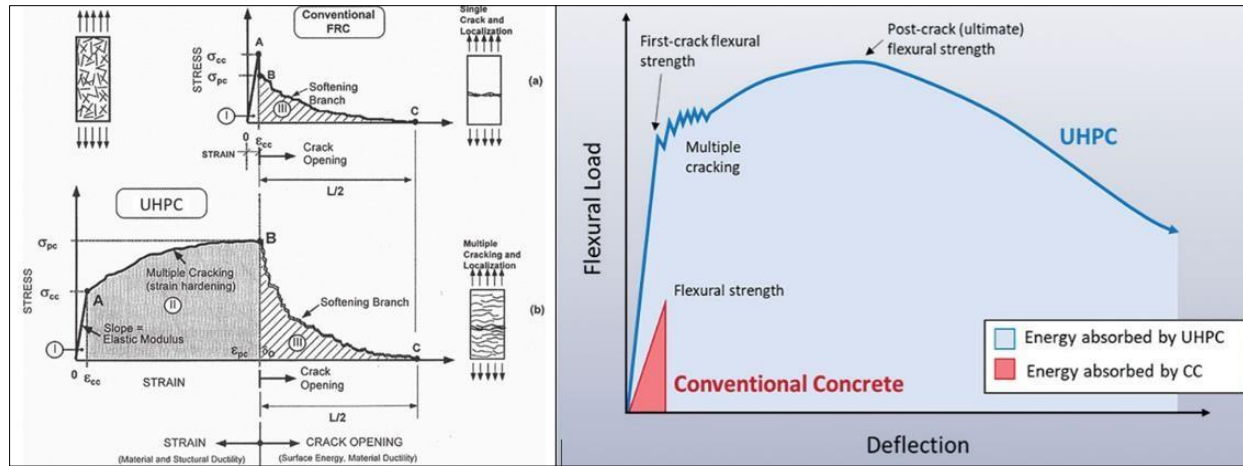 Conventional
FRC
Single
Crack and
Localization
STRESS
A
σcc
B
σpc
Softening
Branch
I
III
C
(a)
0
εcc
STRAIN
Crack
Opening
L/2
UHPC
STRESS
σpc
B
Multiple Cracking
(strain hardening)
σcc
A
II
Slope =
Elastic Modulus
I
Softening Branch
III
C
Multiple
Cracking and
Localization
(b)
0
εcc
STRAIN
εpc
δo
Crack
Opening
L/2
STRAIN
CRACK OPENING
(Material and Stuctural Ductility)
(Surface Energy, Material Ductility)
First-crack flexural
strength
Post-crack (ultimate)
flexural strength
UHPC
Multiple
cracking
Flexural Load
Flexural strength
Conventional Concrete
Energy absorbed by UHPC
Energy absorbed by CC
Deflection